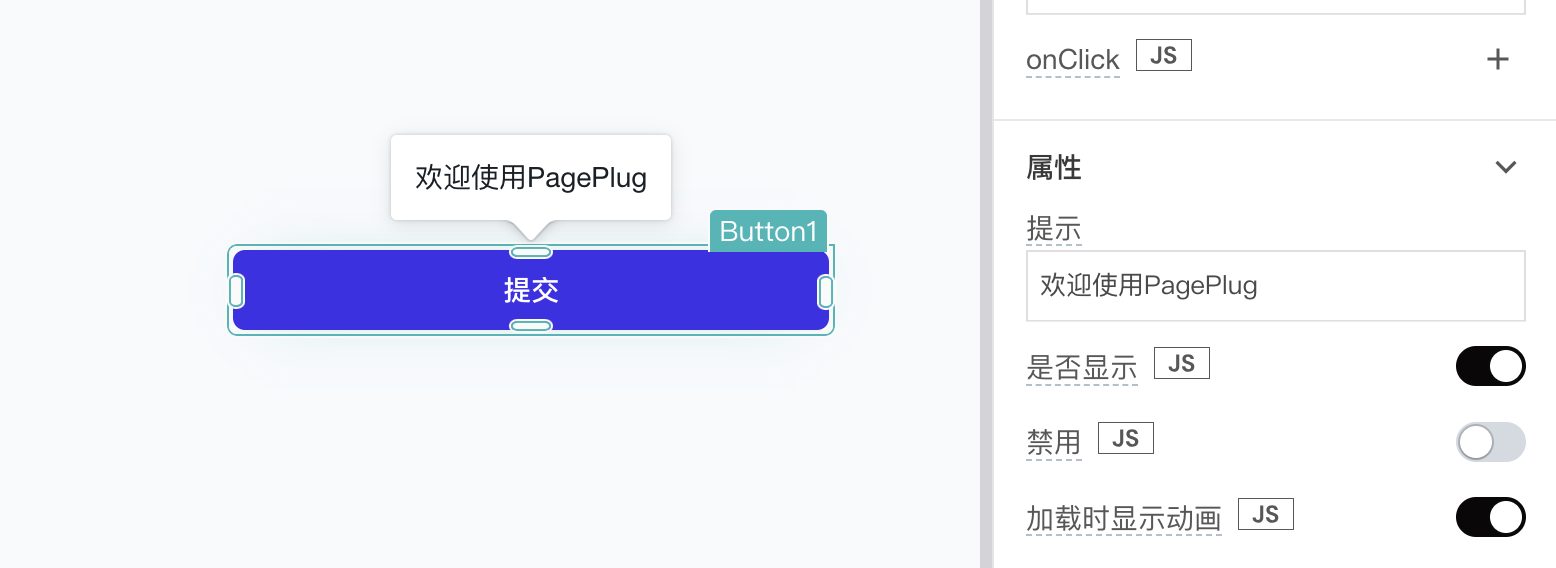 欢迎使用PagePlug
Button1
提交
onClick JS
属性
提示
欢迎使用PagePlug
是否显示 JS
禁用 JS
加载时显示动画 JS